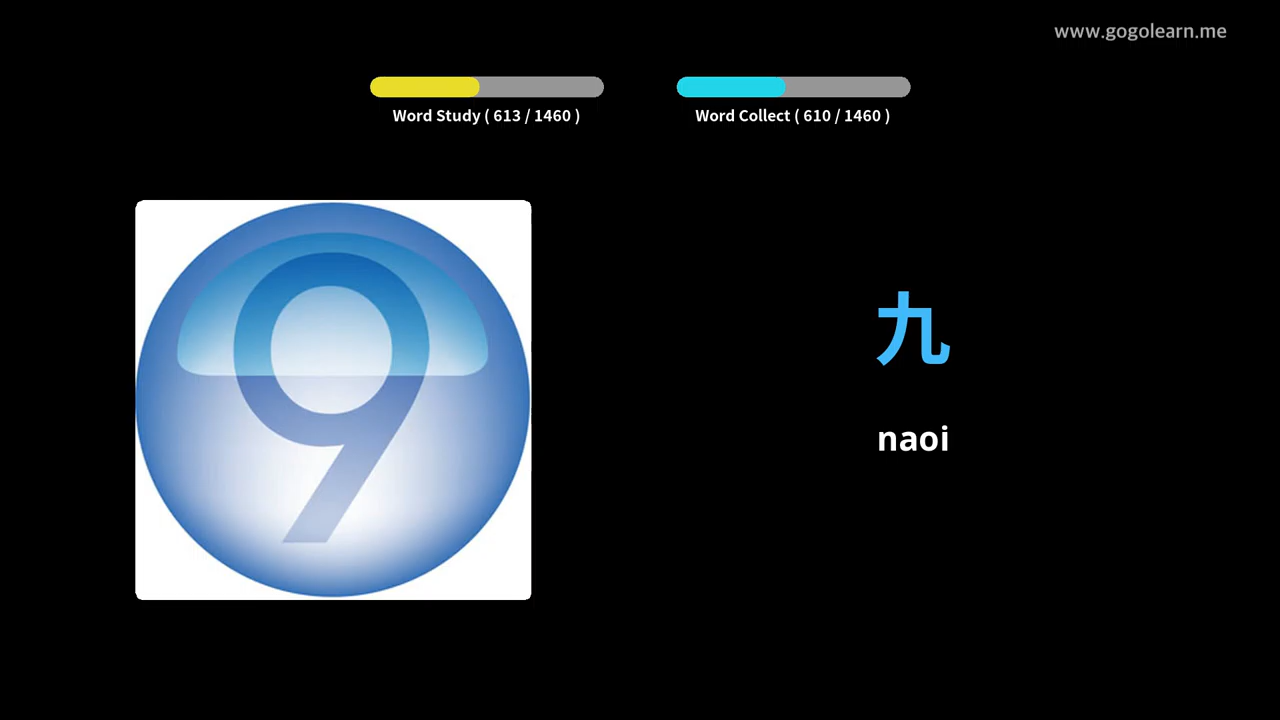 www.gogolearn.me
Word Study ( 613 / 1460 )
Word Collect ( 610 / 1460 )
9
九
naoi